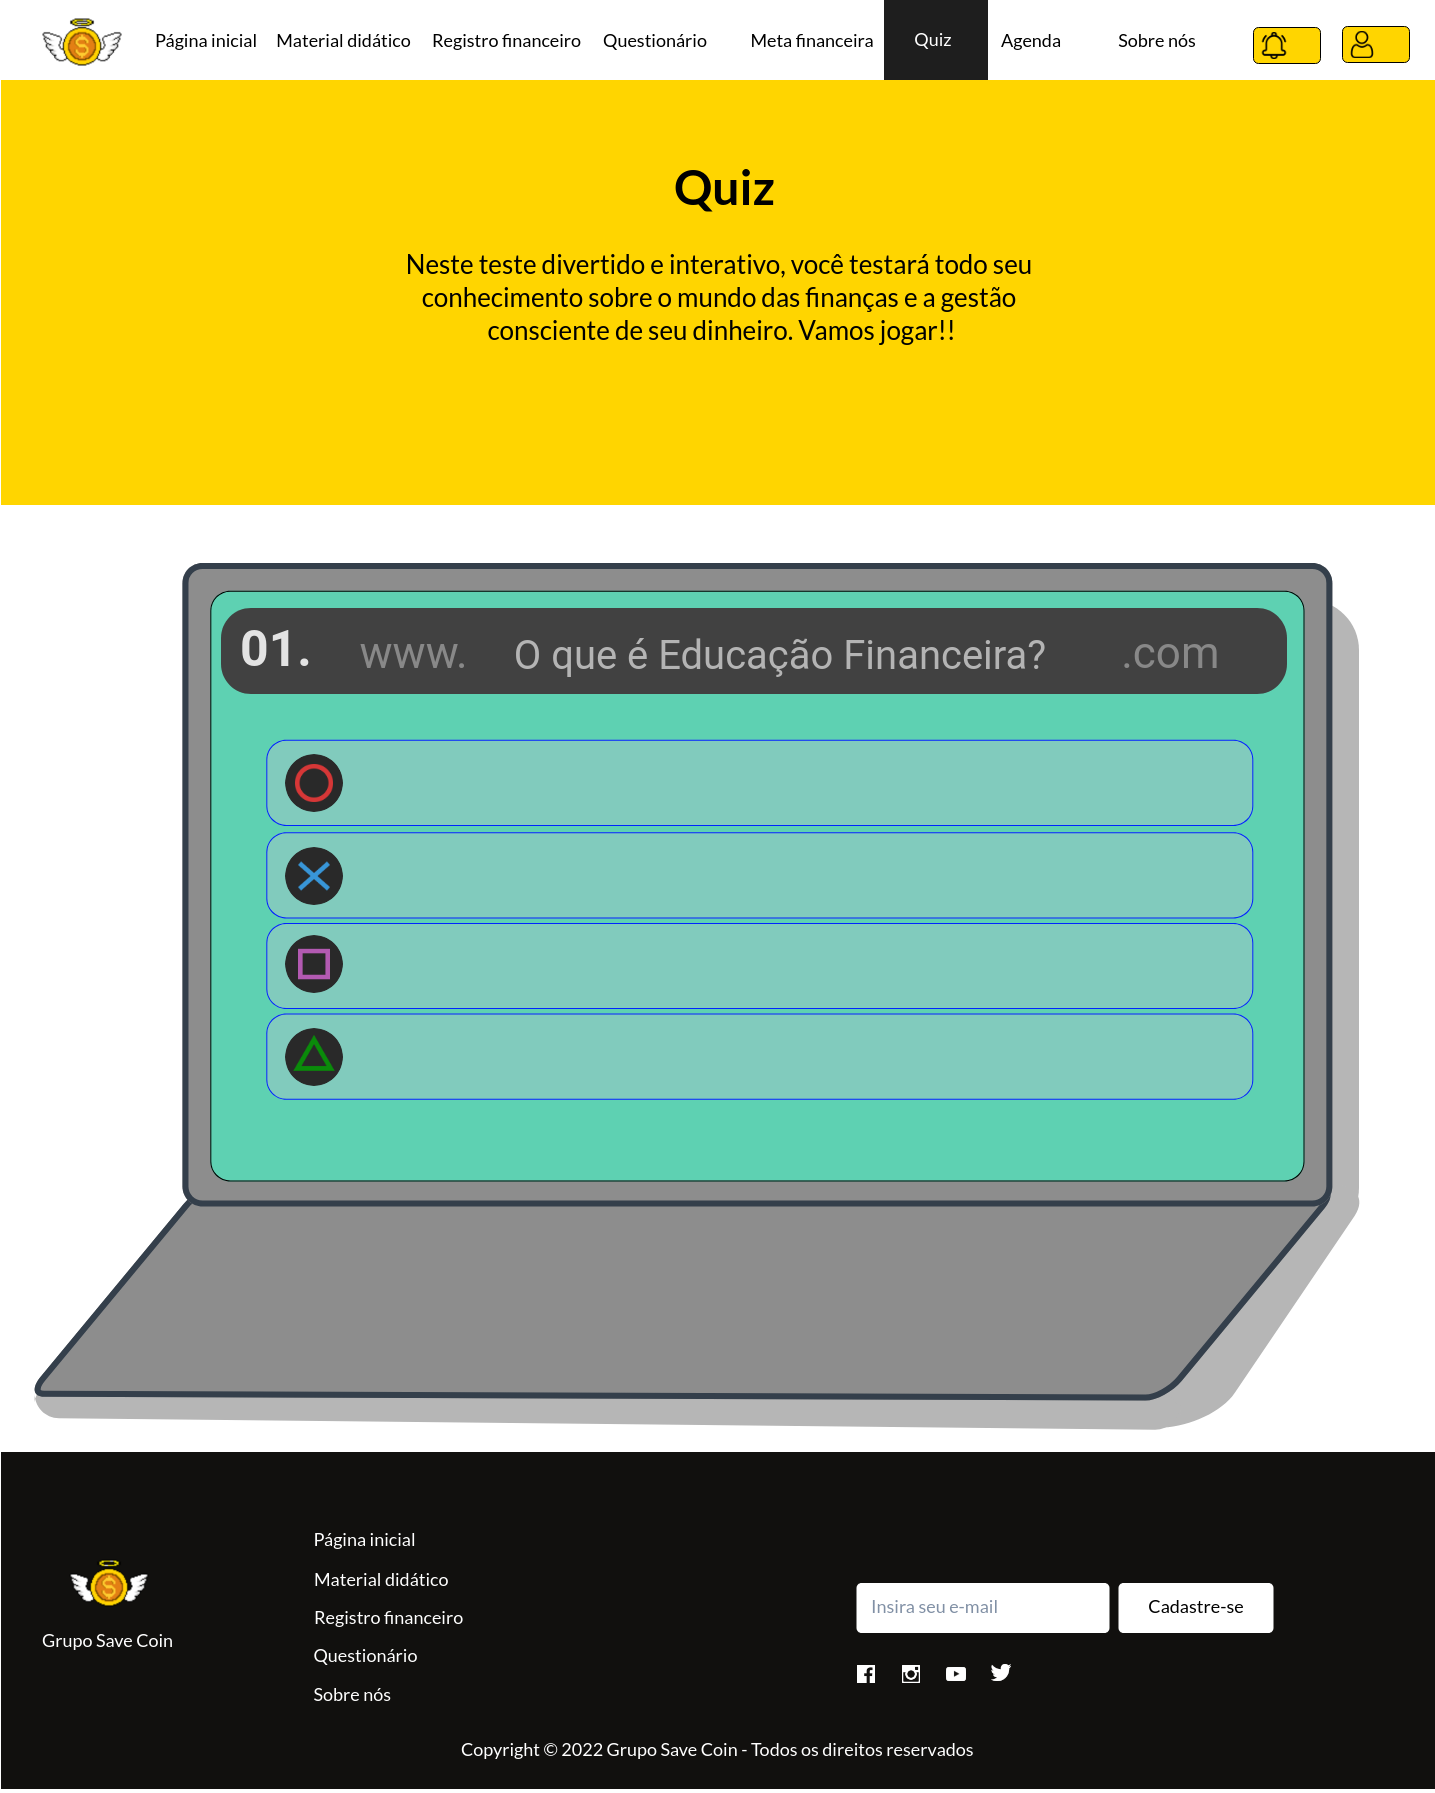 Página inicial Material didático Registro financeiro Questionário Meta financeira Quiz Agenda Sobre nós
Quiz
Neste teste divertido e interativo, você testará todo seu
conhecimento sobre o mundo das finanças e a gestão
consciente de seu dinheiro. Vamos jogar!!
01. www. O que é Educação Financeira? .com
Página inicial
Material didático
Registro financeiro
Questionário
Sobre nós
Grupo Save Coin
Insira seu e-mail Cadastre-se
Copyright © 2022 Grupo Save Coin - Todos os direitos reservados